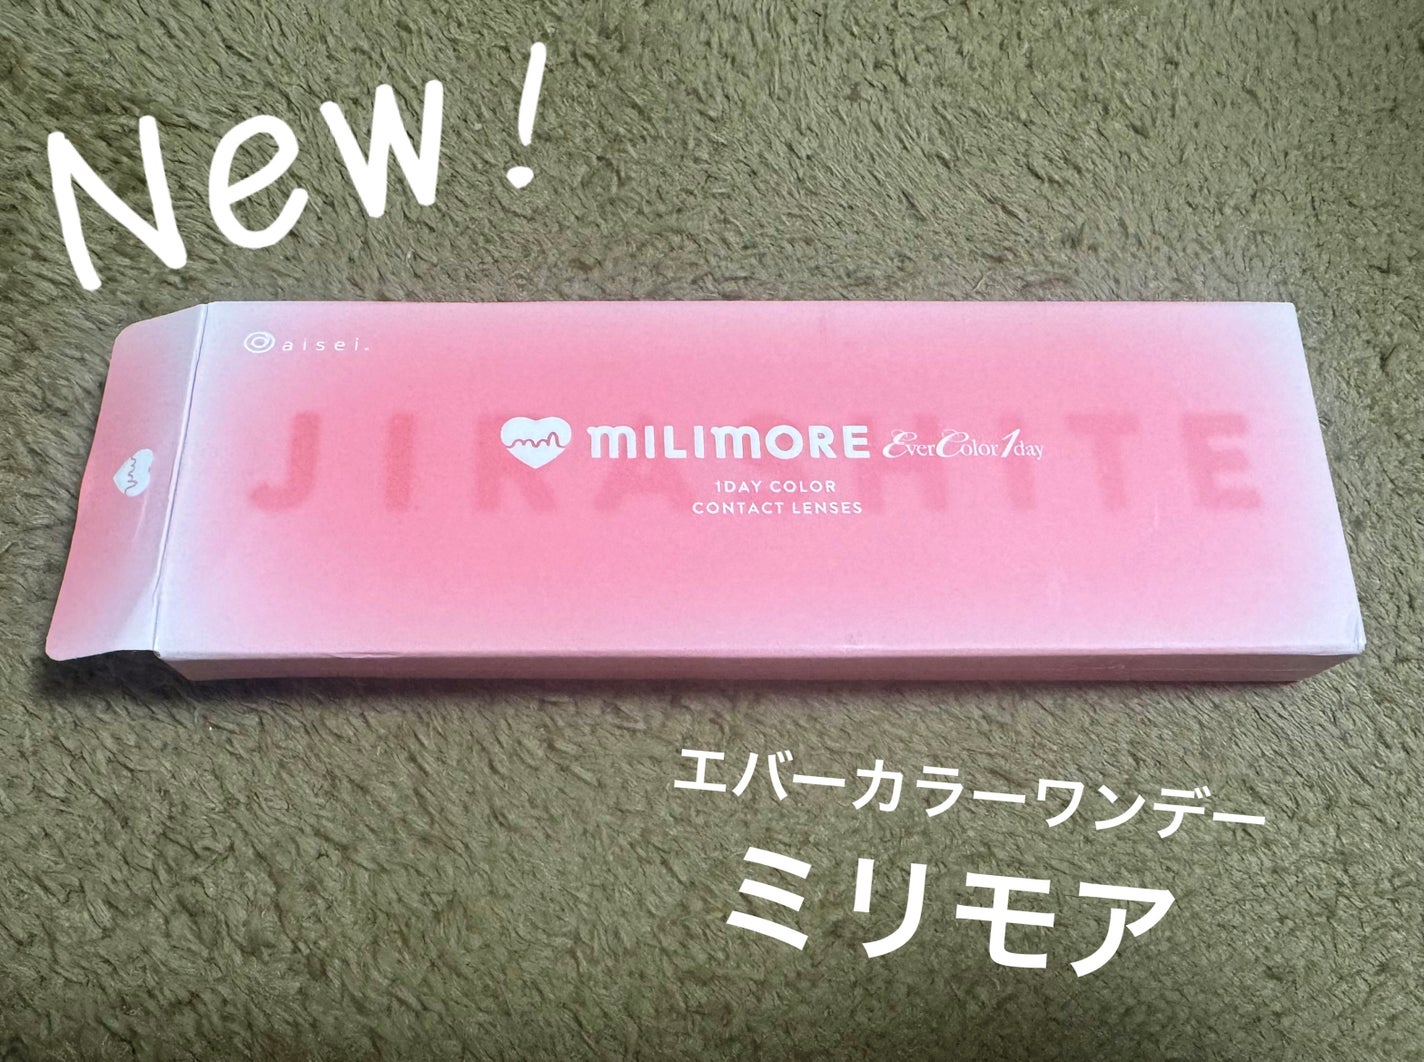 New!
aisei.
JIRAHITE
MILIMORE EverColor1day
1DAY COLOR
CONTACT LENSES
エバーカラーワンデー
ミリモア